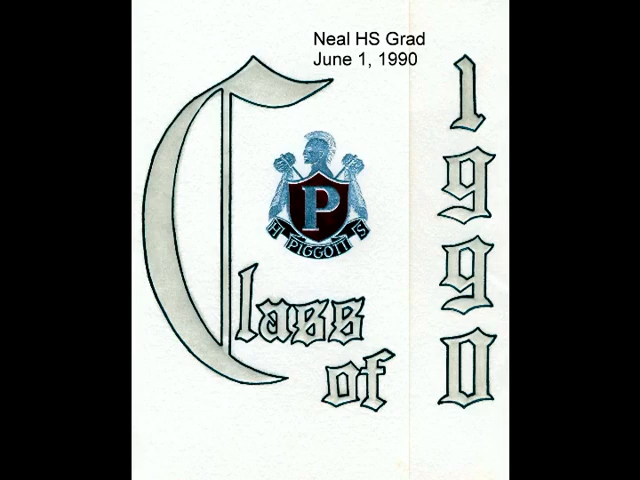 Neal HS Grad
June 1, 1990
Class
of
1990
P
H PIGGOTT S